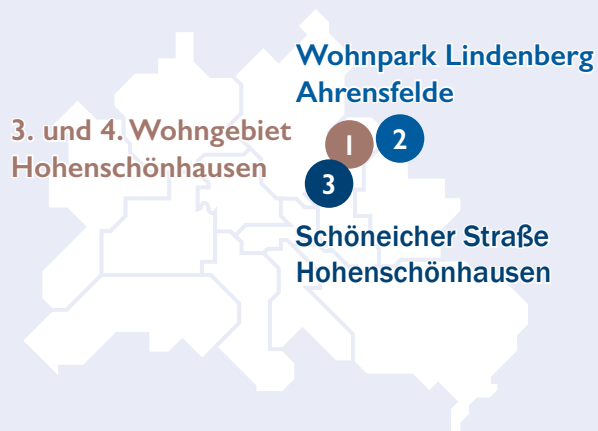 Wohnpark Lindenberg
Ahrensfelde
3. und 4. Wohngebiet
Hohenschönhausen
1
2
3
Schöneicher Straße
Hohenschönhausen